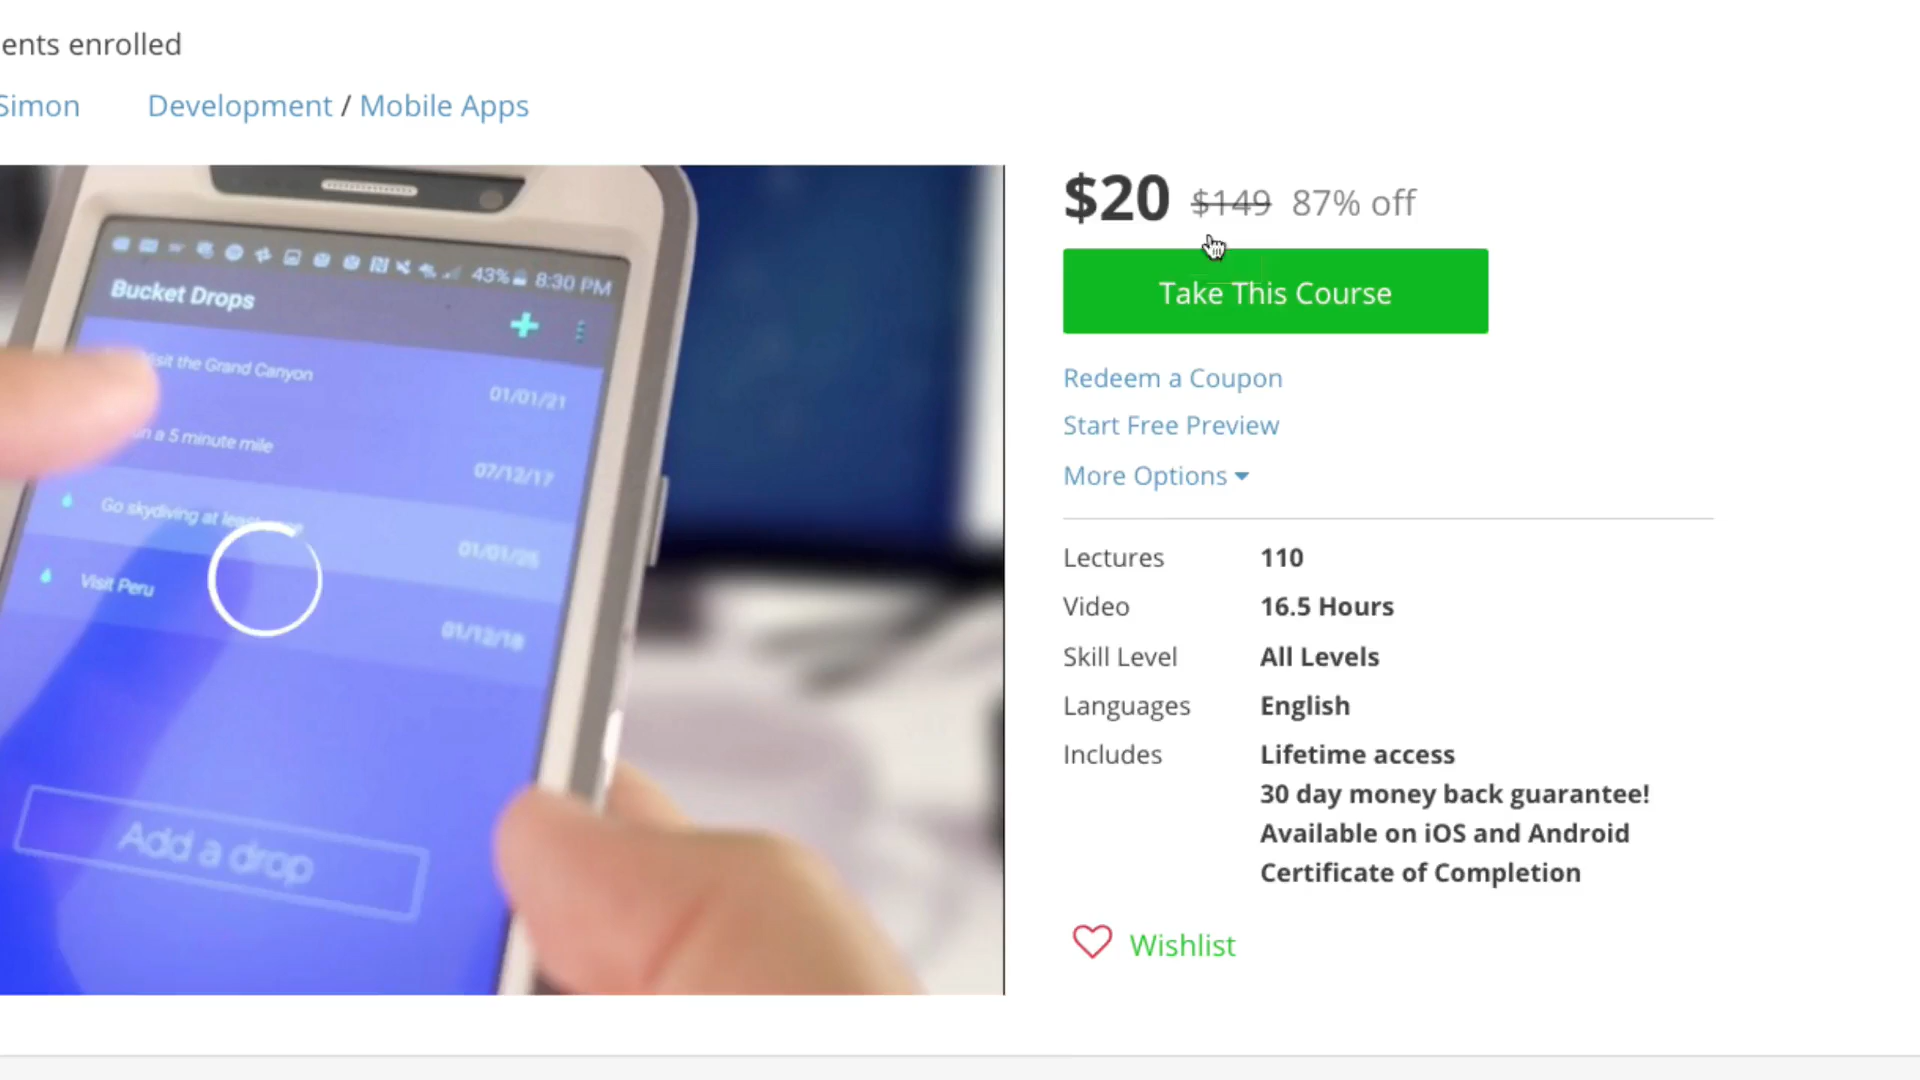 ents enrolled
Simon Development / Mobile Apps
43% 8:30 PM
Bucket Drops
Visit the Grand Canyon
01/01/21
a 5 minute mile
07/12/17
Go skydiving at least
Visit Peru
01/12/18
Add a drop
$20 $149 87% off
Take This Course
Redeem a Coupon
Start Free Preview
More Options
Lectures 110
Video 16.5 Hours
Skill Level All Levels
Languages English
Includes Lifetime access
30 day money back guarantee!
Available on iOS and Android
Certificate of Completion
Wishlist